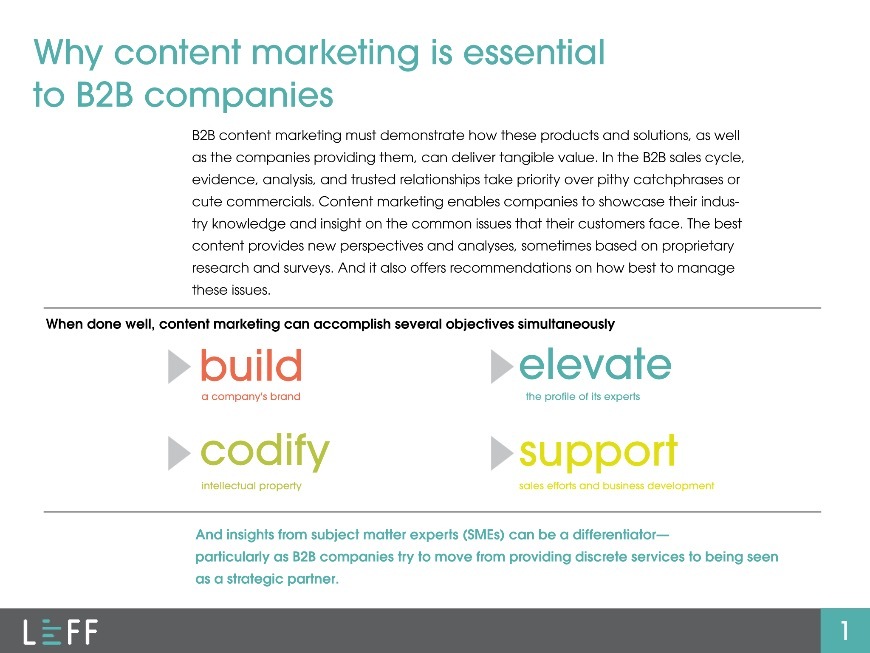 Why content marketing is essential
to B2B companies
B2B content marketing must demonstrate how these products and solutions, as well
as the companies providing them, can deliver tangible value. In the B2B sales cycle,
evidence, analysis, and trusted relationships take priority over pithy catchphrases or
cute commercials. Content marketing enables companies to showcase their indus-
try knowledge and insight on the common issues that their customers face. The best
content provides new perspectives and analyses, sometimes based on proprietary
research and surveys. And it also offers recommendations on how best to manage
these issues.
When done well, content marketing can accomplish several objectives simultaneously
build
a company's brand
elevate
the profile of its experts
codify
intellectual property
support
sales efforts and business development
And insights from subject matter experts (SMEs) can be a differentiator—
particularly as B2B companies try to move from providing discrete services to being seen
as a strategic partner.
LEFF
1